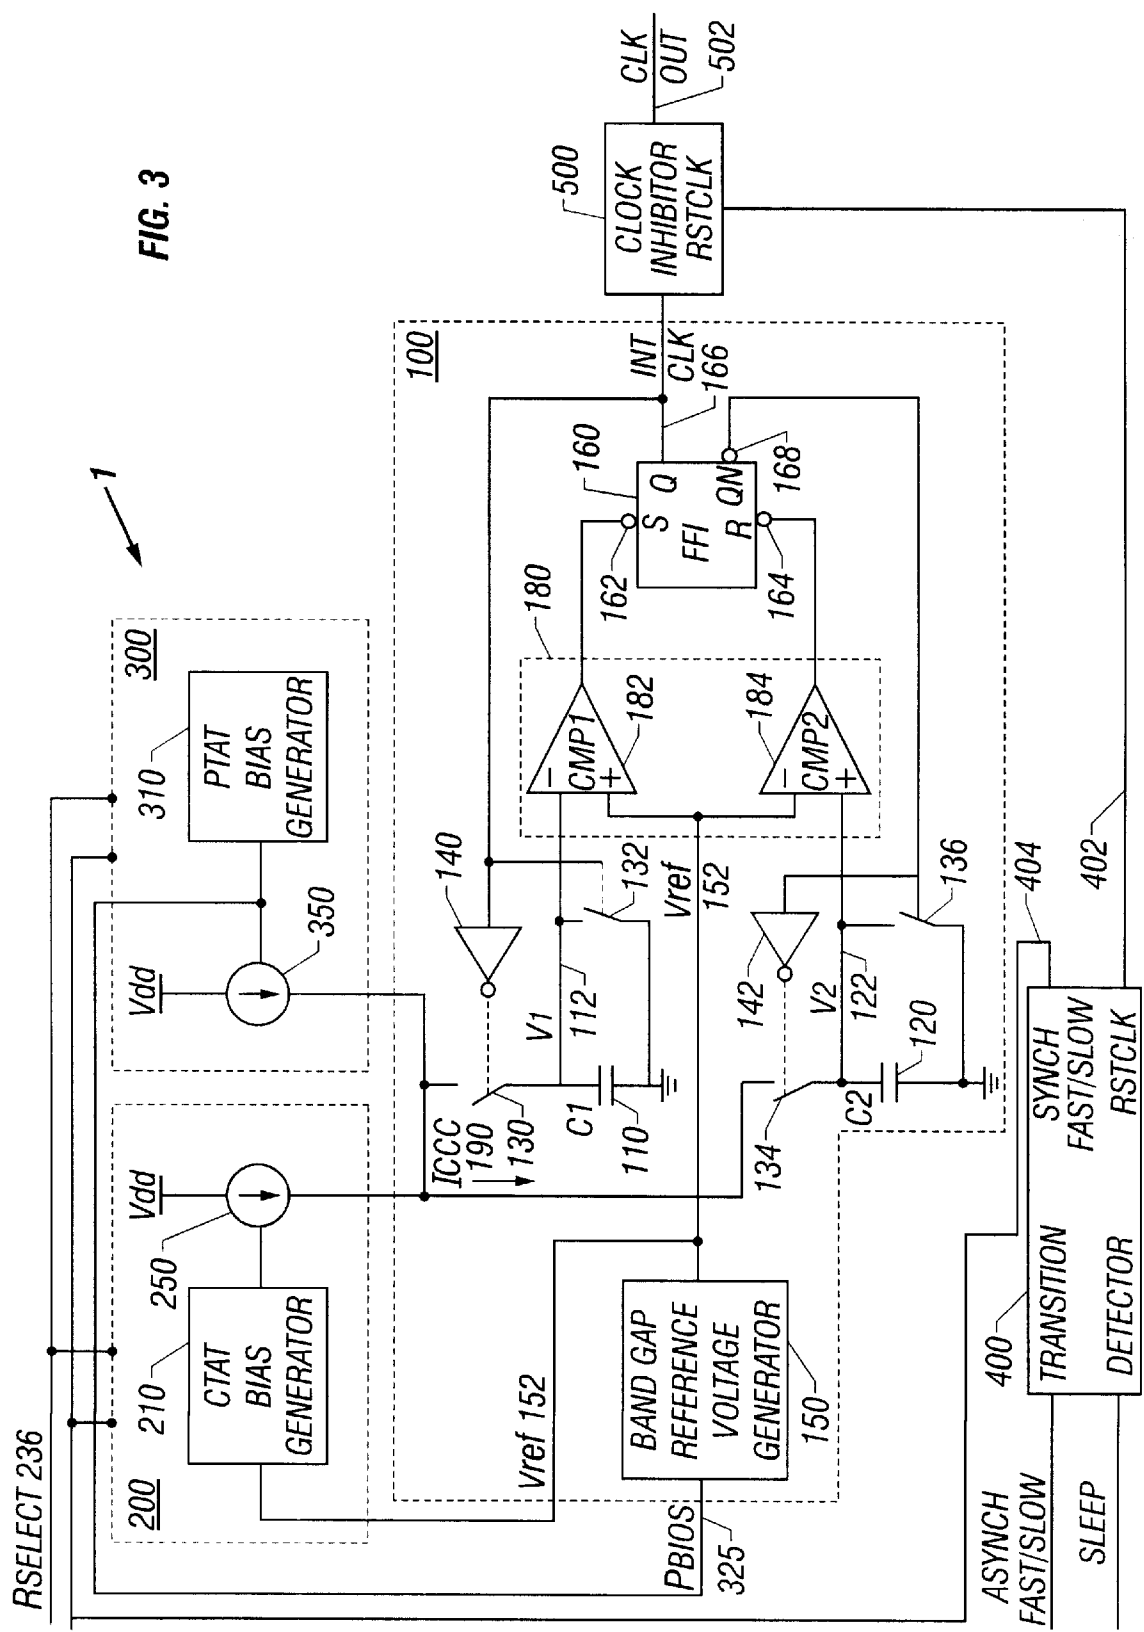 FIG. 3
1
RSELECT 236
200
210
CTAT
BIAS
GENERATOR
250
Vdd
300
310
PTAT
BIAS
GENERATOR
Vdd
350
100
ICCC
190
130
140
V1
112
C1
110
132
Vref 152
Vref
152
180
CMP1
−
+
182
CMP2
−
+
184
160
162
S
Q
FFI
R
QN
164
168
INT
CLK
166
500
CLOCK
INHIBITOR
RSTCLK
CLK
OUT
502
142
V2
122
134
C2
120
136
BAND GAP
REFERENCE
VOLTAGE
GENERATOR
150
PBIOS
325
ASYNCH
FAST/SLOW
SLEEP
400
TRANSITION
DETECTOR
SYNCH
FAST/SLOW
RSTCLK
404
402